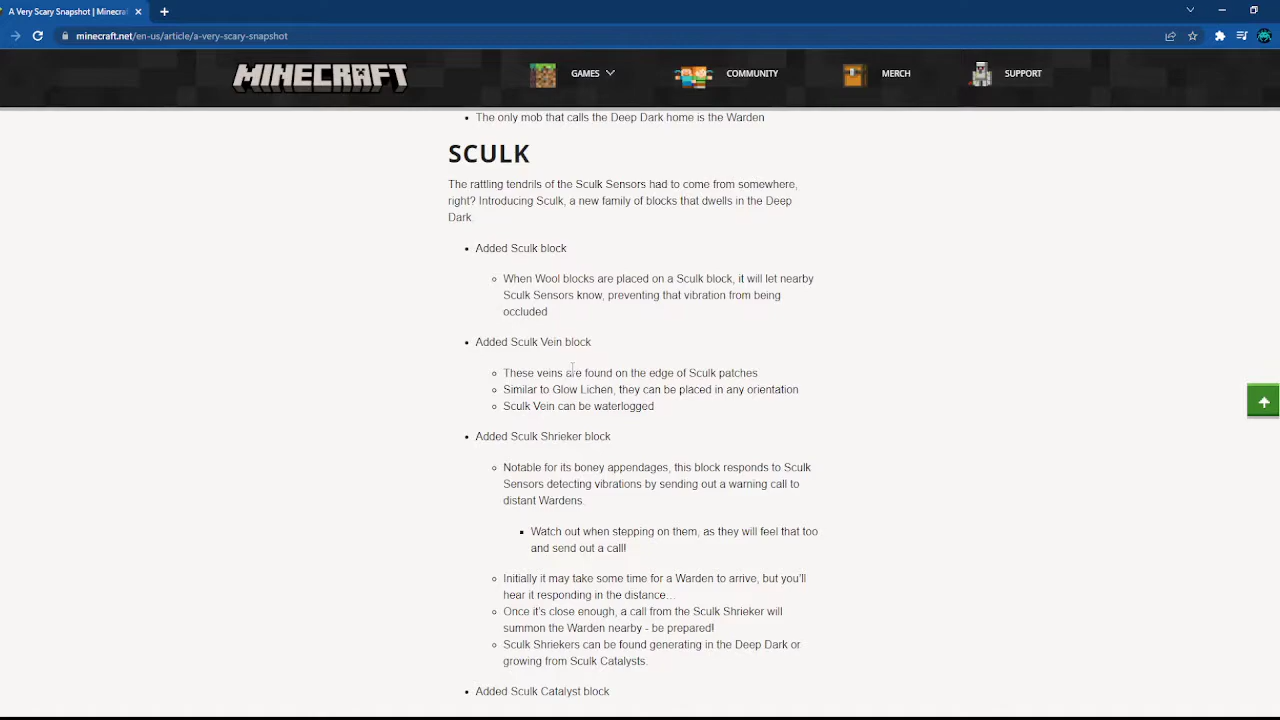 A Very Scary Snapshot | Minecraf
minecraft.net/en-us/article/a-very-scary-snapshot
MINECRAFT
GAMES
COMMUNITY
MERCH
SUPPORT
• The only mob that calls the Deep Dark home is the Warden
SCULK
The rattling tendrils of the Sculk Sensors had to come from somewhere,
right? Introducing Sculk, a new family of blocks that dwells in the Deep
Dark.
• Added Sculk block
◦ When Wool blocks are placed on a Sculk block, it will let nearby
Sculk Sensors know, preventing that vibration from being
occluded
• Added Sculk Vein block
◦ These veins are found on the edge of Sculk patches
◦ Similar to Glow Lichen, they can be placed in any orientation
◦ Sculk Vein can be waterlogged
• Added Sculk Shrieker block
◦ Notable for its boney appendages, this block responds to Sculk
Sensors detecting vibrations by sending out a warning call to
distant Wardens.
▪ Watch out when stepping on them, as they will feel that too
and send out a call!
◦ Initially it may take some time for a Warden to arrive, but you'll
hear it responding in the distance…
◦ Once it's close enough, a call from the Sculk Shrieker will
summon the Warden nearby - be prepared!
◦ Sculk Shriekers can be found generating in the Deep Dark or
growing from Sculk Catalysts.
• Added Sculk Catalyst block